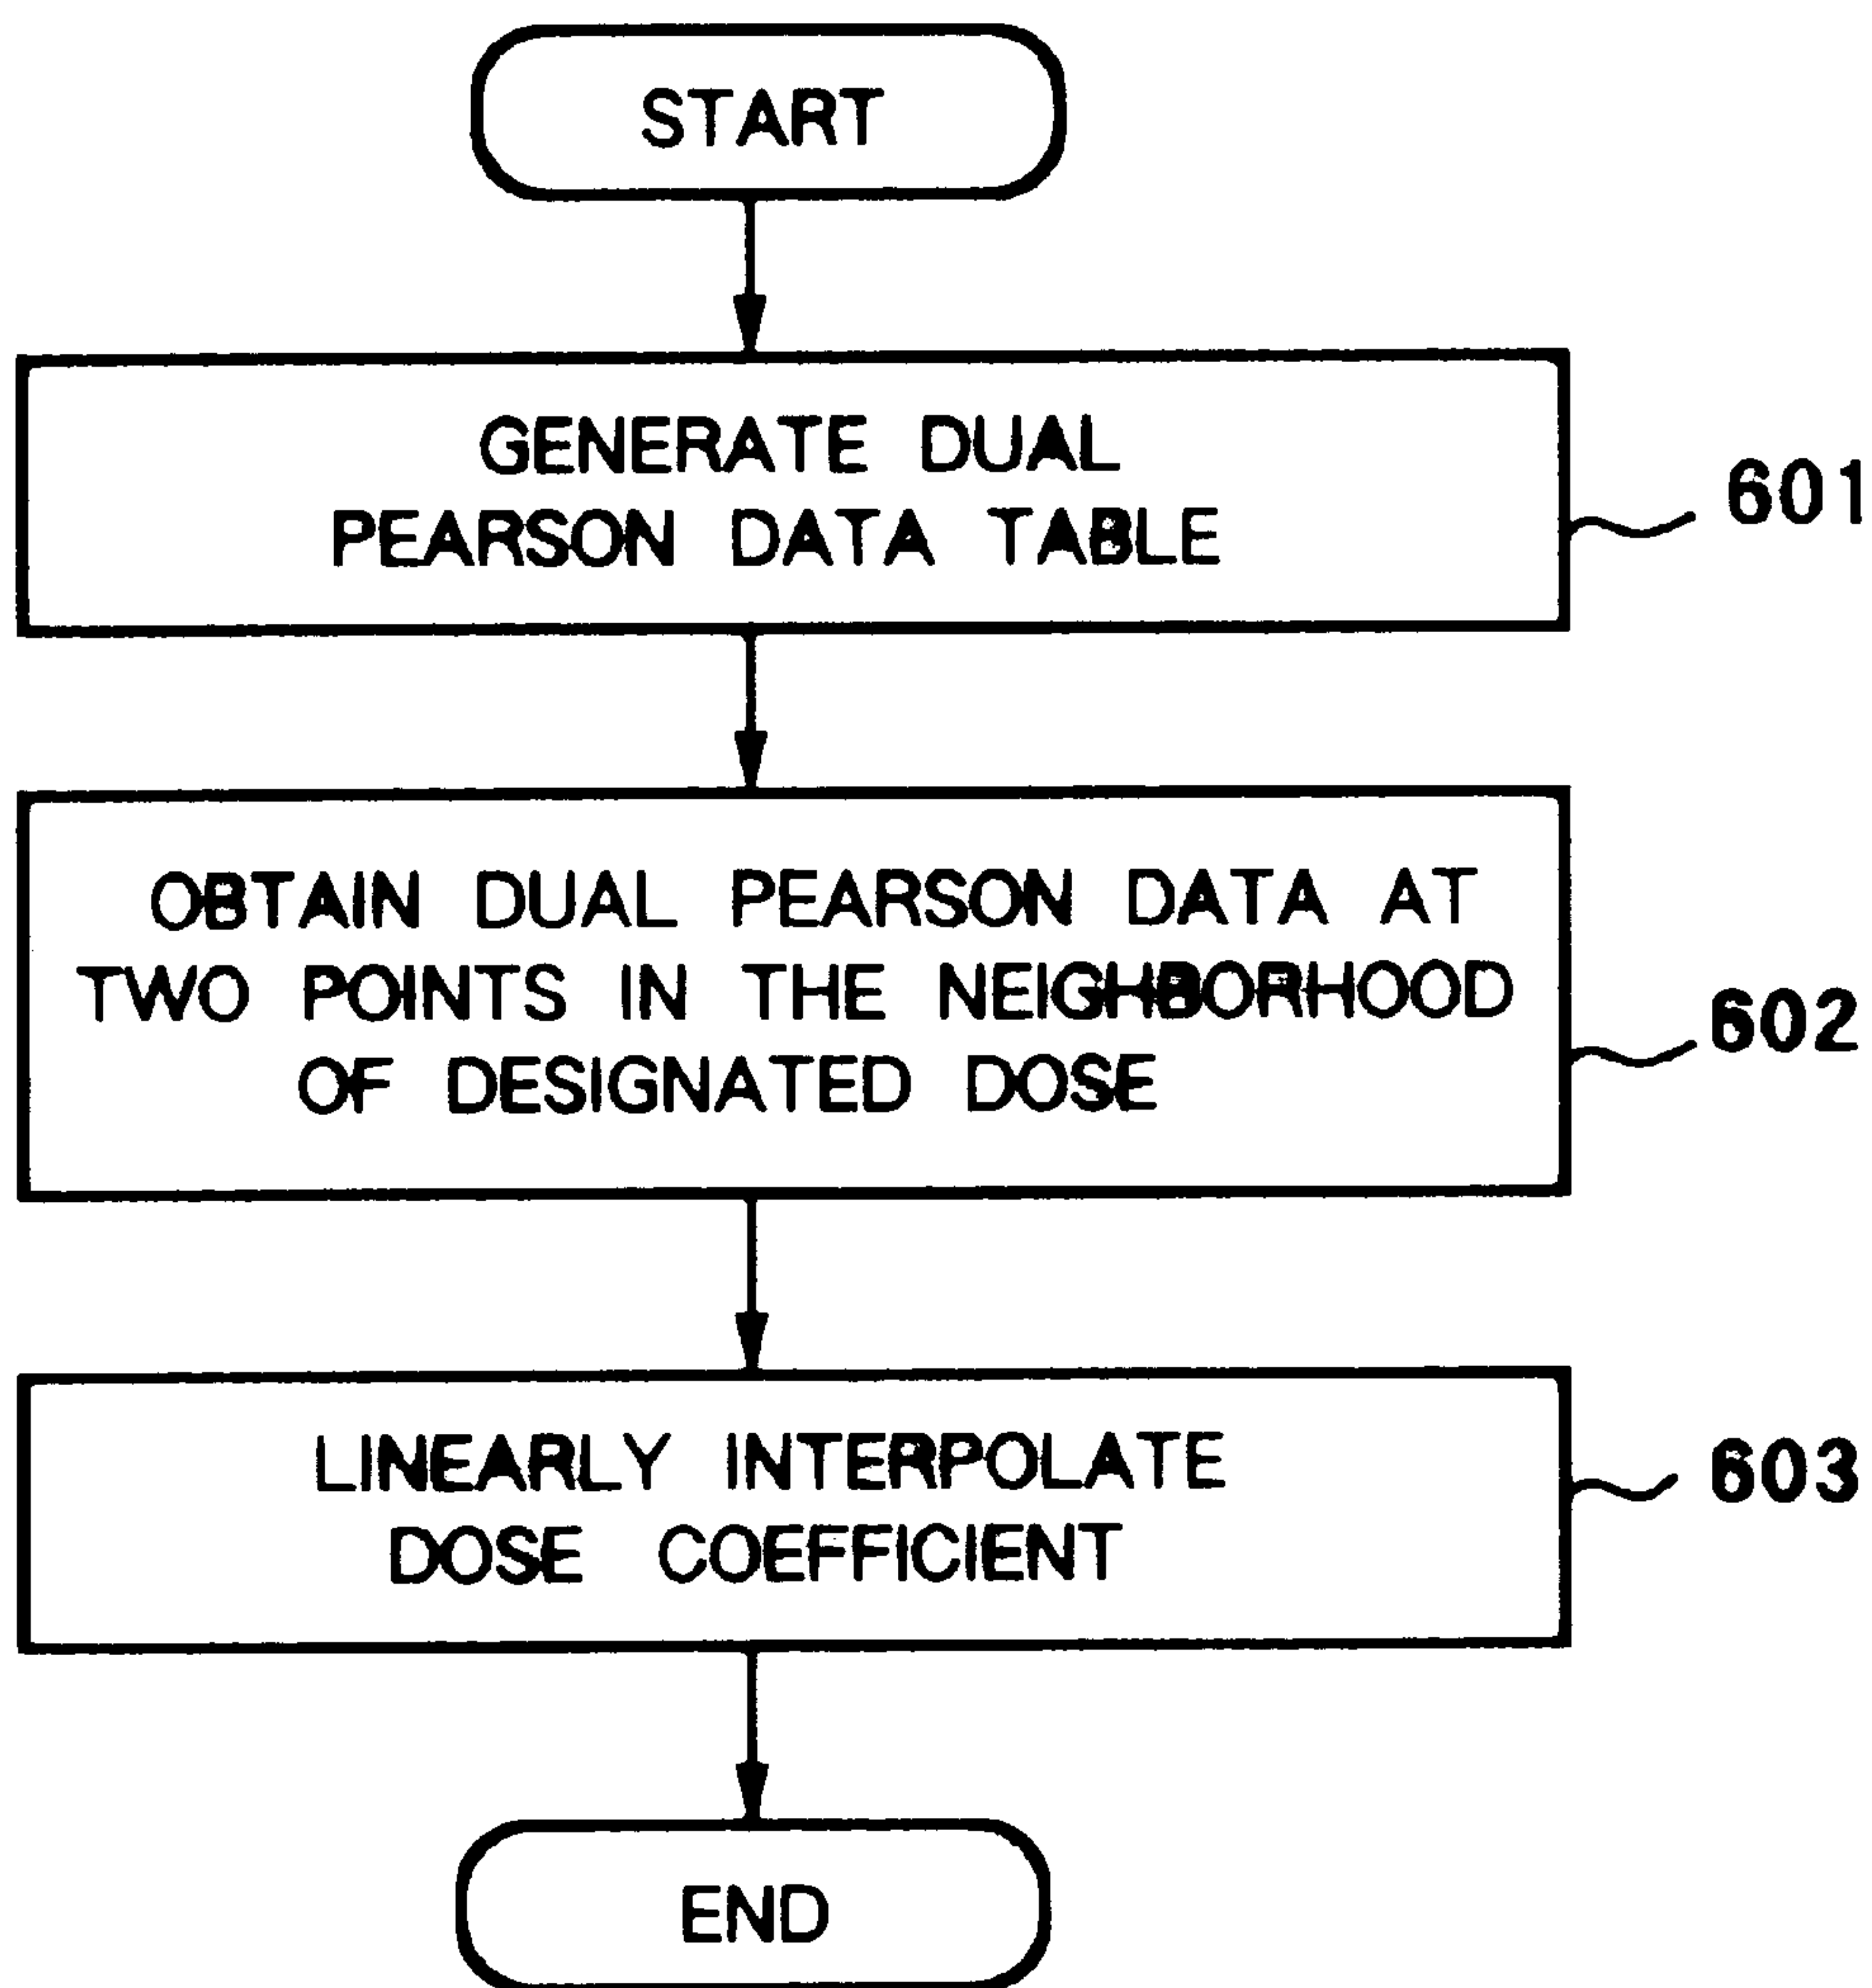 START
GENERATE DUAL
PEARSON DATA TABLE
601
OBTAIN DUAL PEARSON DATA AT
TWO POINTS IN THE NEIGHBORHOOD
OF DESIGNATED DOSE
602
LINEARLY INTERPOLATE
DOSE COEFFICIENT
603
END